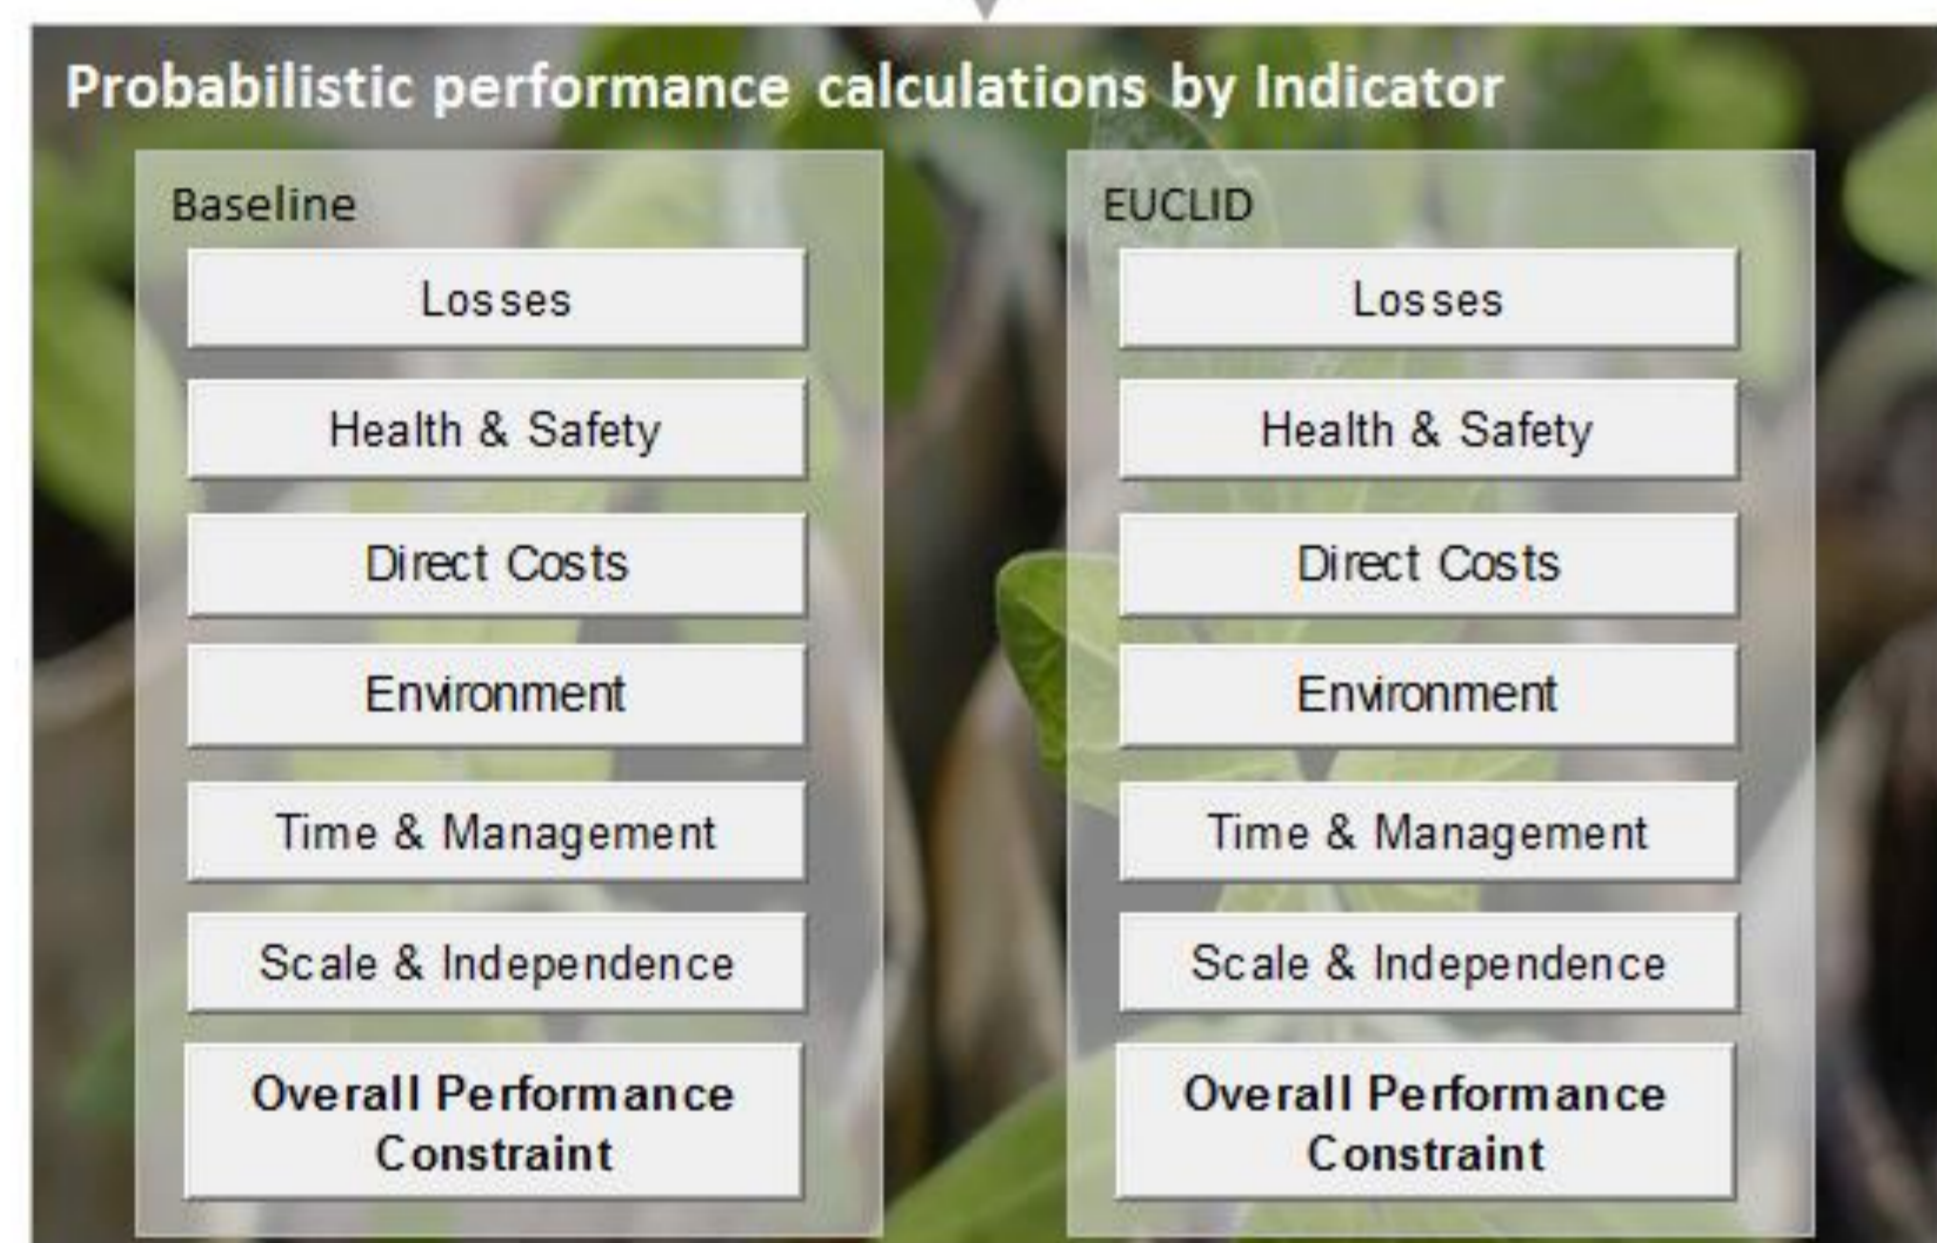 Probabilistic performance calculations by Indicator
Baseline
Losses
Health & Safety
Direct Costs
Environment
Time & Management
Scale & Independence
Overall Performance
Constraint
EUCLID
Losses
Health & Safety
Direct Costs
Environment
Time & Management
Scale & Independence
Overall Performance
Constraint